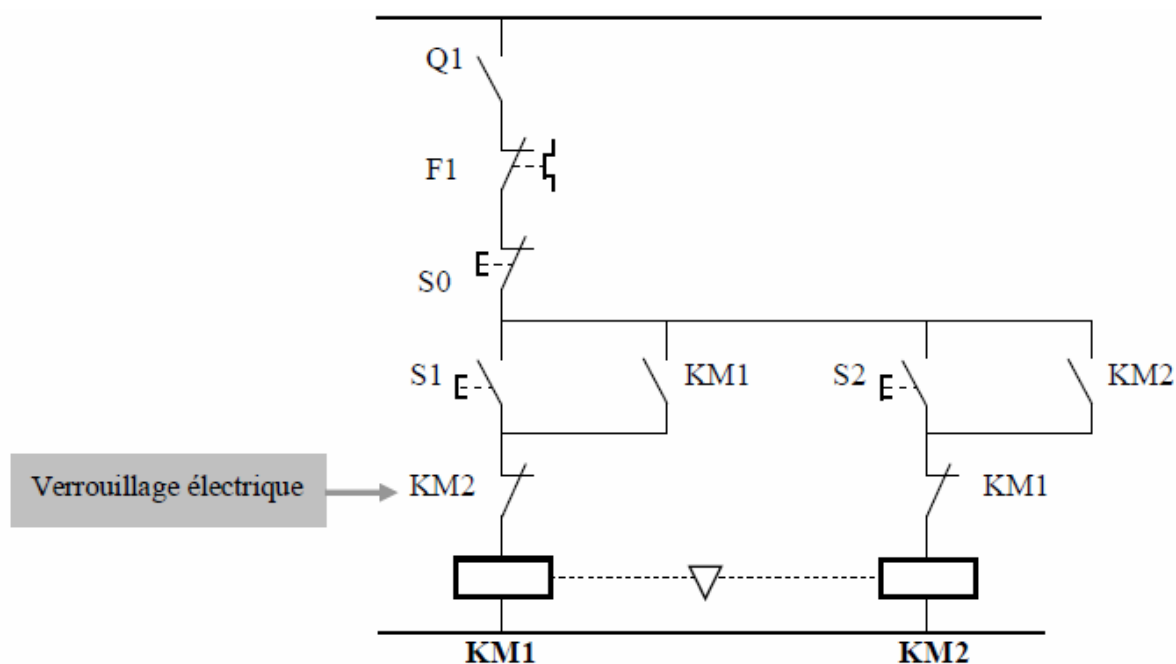 Q1
F1
S0
S1
KM1
S2
KM2
Verrouillage électrique
KM2
KM1
KM1
KM2